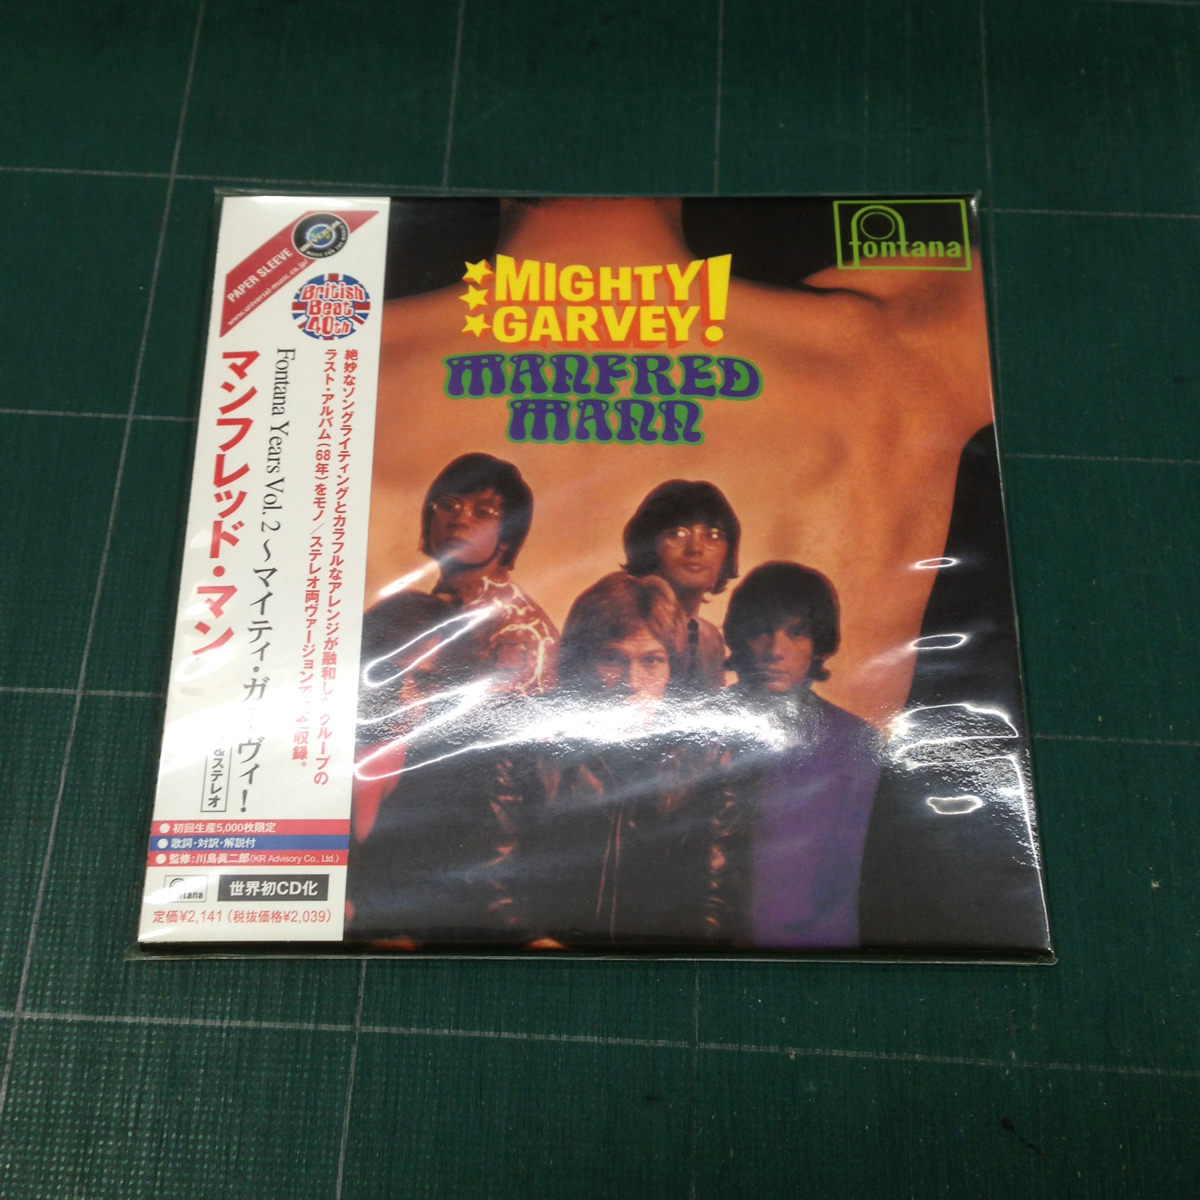 PAPER SLEEVE
www.universal-music.co.jp/
UNIVERSAL
British
Beat
40th
絶妙なソングライティングとカラフルなアレンジが融和し
グループの
ラスト・アルバム(68年)をモノ/ステレオ両ヴァージョンで
収録。
Fontana Years Vol. 2〜マイティ・ガーヴィ!
&ステレオ
マンフレッド・マン
●初回生産5,000枚限定
●歌詞・対訳・解説付
●監修:川島眞二郎(KR Advisory Co., Ltd.)
世界初CD化
定価¥2,141(税抜価格¥2,039)
fontana
MIGHTY
GARVEY!
MANFRED
MANN